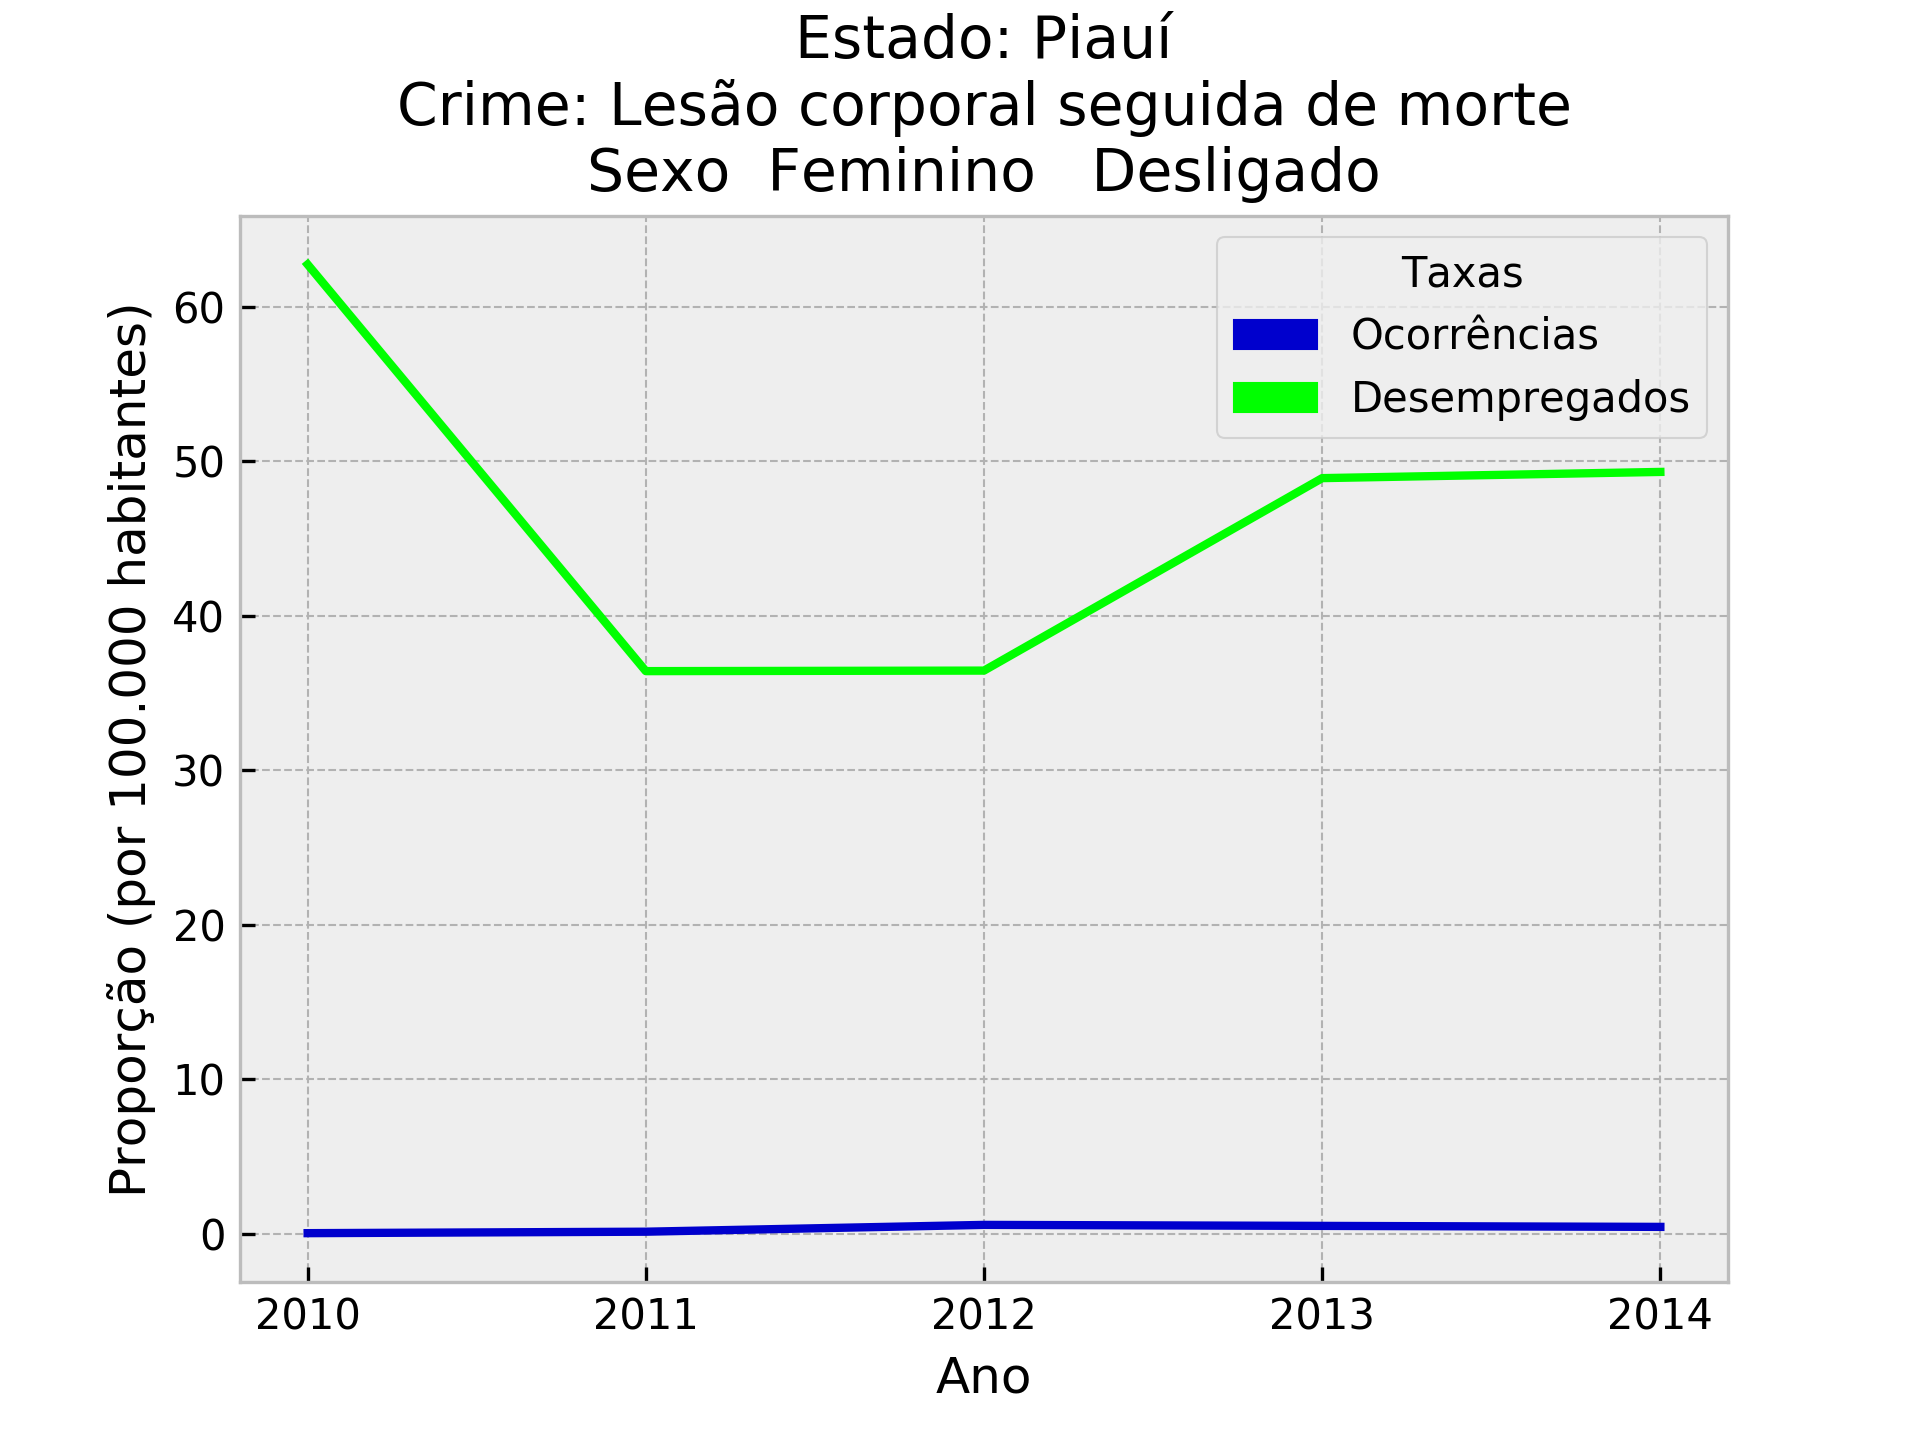 Estado: Piauí
Crime: Lesão corporal seguida de morte
Sexo  Feminino   Desligado
Taxas
Ocorrências
Desempregados
Proporção (por 100.000 habitantes)
60
50
40
30
20
10
0
2010
2011
2012
2013
2014
Ano